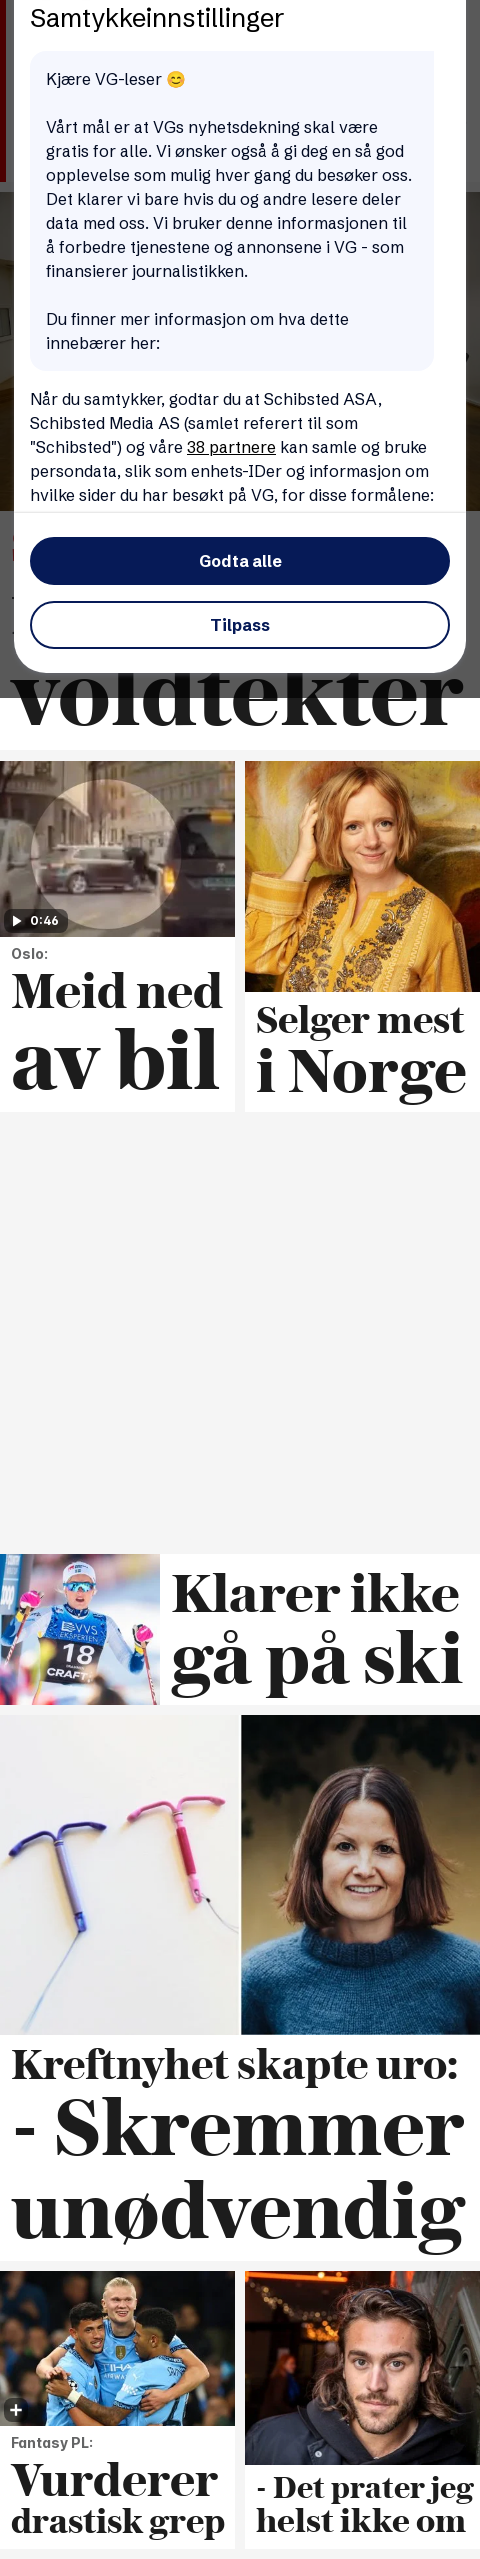 Samtykkeinnstillinger
Kjære VG-leser 😊
Vårt mål er at VGs nyhetsdekning skal være
gratis for alle. Vi ønsker også å gi deg en så god
opplevelse som mulig hver gang du besøker oss.
Det klarer vi bare hvis du og andre lesere deler
data med oss. Vi bruker denne informasjonen til
å forbedre tjenestene og annonsene i VG - som
finansierer journalistikken.
Du finner mer informasjon om hva dette
innebærer her:
Når du samtykker, godtar du at Schibsted ASA,
Schibsted Media AS (samlet referert til som
"Schibsted") og våre 38 partnere kan samle og bruke
persondata, slik som enhets-IDer og informasjon om
hvilke sider du har besøkt på VG, for disse formålene:
Godta alle
Tilpass
voldtekter
0:46
Oslo:
Meid ned
av bil
Selger mest
i Norge
VVS
EKSPERTEN
18
CRAFT
Klarer ikke
gå på ski
Kreftnyhet skapte uro:
- Skremmer
unødvendig
Fantasy PL:
Vurderer
drastisk grep
- Det prater jeg
helst ikke om